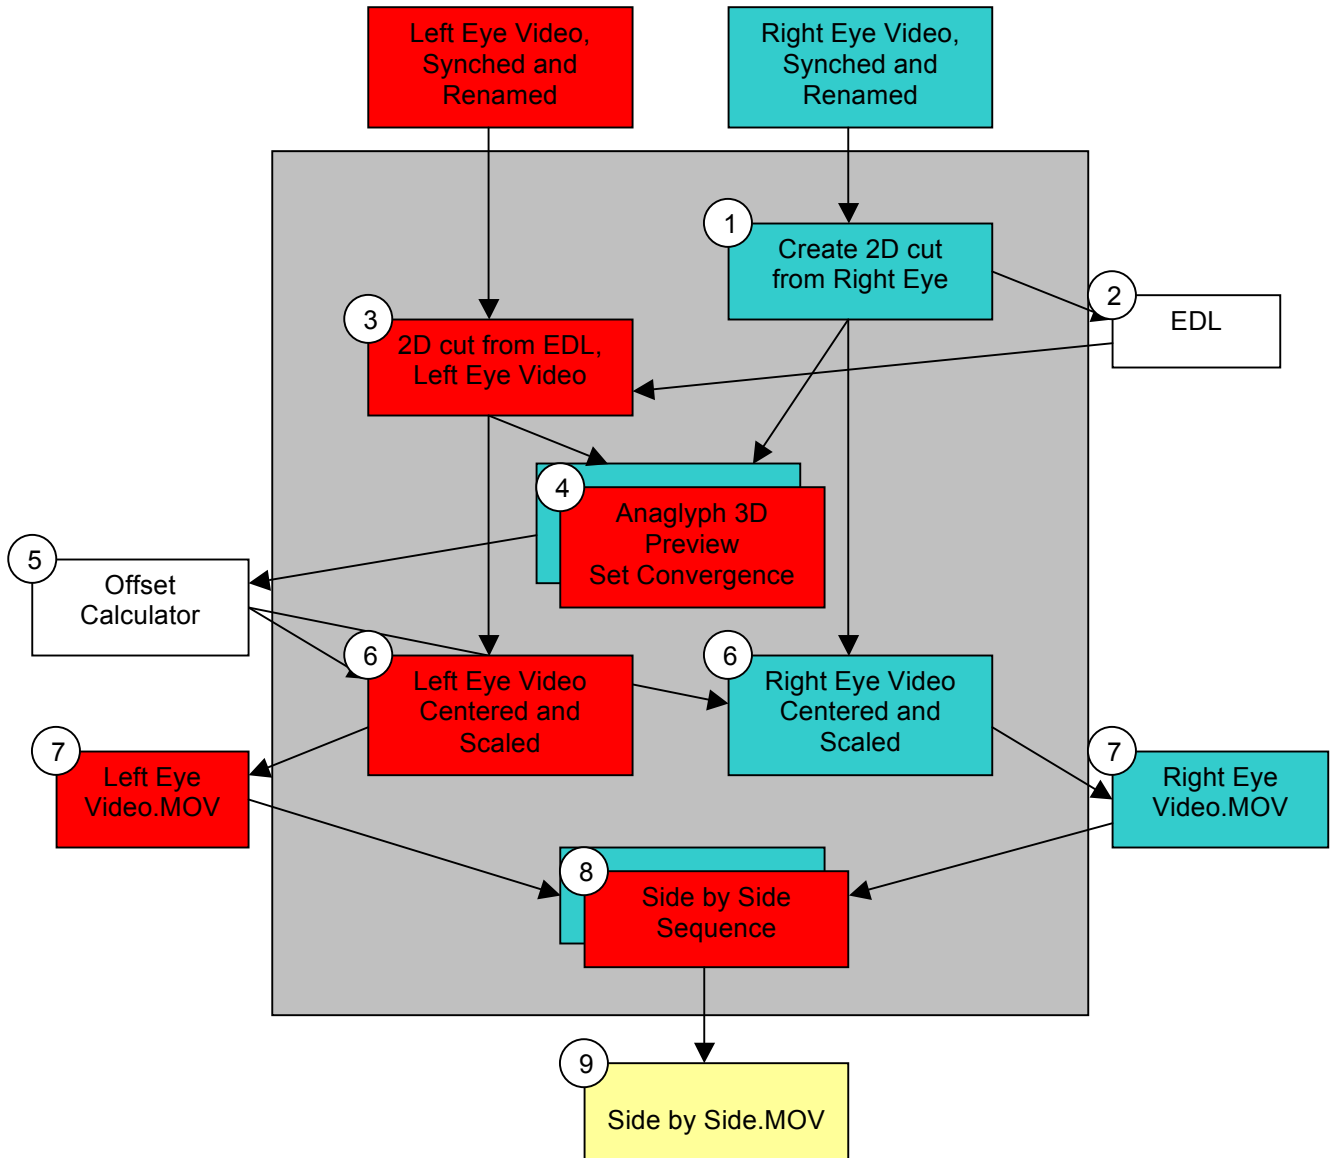 Left Eye Video,
Synched and
Renamed
Right Eye Video,
Synched and
Renamed
1
Create 2D cut
from Right Eye
2
EDL
3
2D cut from EDL,
Left Eye Video
4
Anaglyph 3D
Preview
Set Convergence
5
Offset
Calculator
6
Left Eye Video
Centered and
Scaled
6
Right Eye Video
Centered and
Scaled
7
Left Eye
Video.MOV
7
Right Eye
Video.MOV
8
Side by Side
Sequence
9
Side by Side.MOV